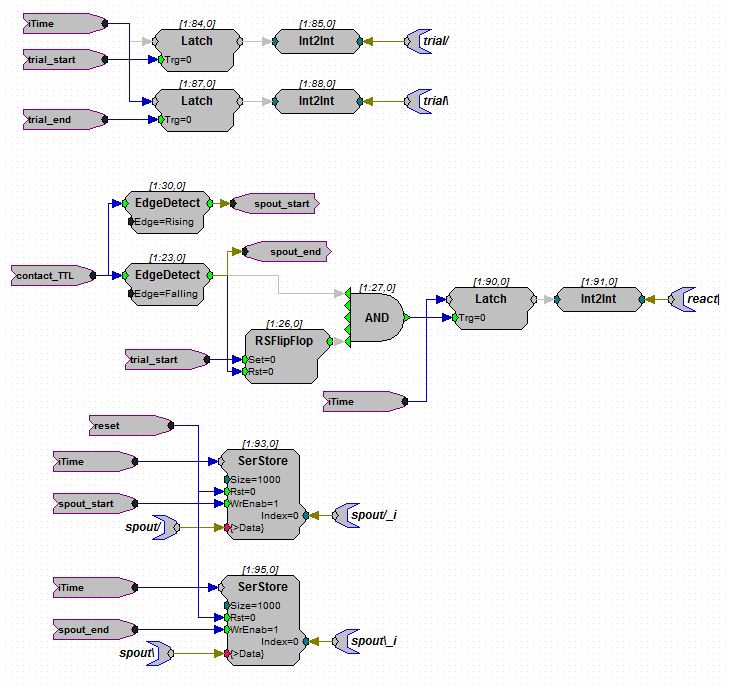 [1:84,0] [1:85,0]
iTime Latch Int2Int trial/
trial_start Trg=0
[1:87,0] [1:88,0]
Latch Int2Int trial\
trial_end Trg=0
[1:30,0]
EdgeDetect spout_start
Edge=Rising
[1:23,0] spout_end
contact_TTL EdgeDetect
Edge=Falling
[1:27,0] [1:90,0] [1:91,0]
Latch Int2Int react|
AND Trg=0
[1:26,0]
RSFlipFlop
trial_start Set=0
Rst=0
iTime
reset
[1:93,0]
iTime SerStore
Size=1000
Rst=0
spout_start WrEnab=1
Index=0 spout/_i
spout/ {>Data}
[1:95,0]
iTime SerStore
Size=1000
Rst=0
spout_end WrEnab=1
Index=0 spout\_i
spout\ {>Data}